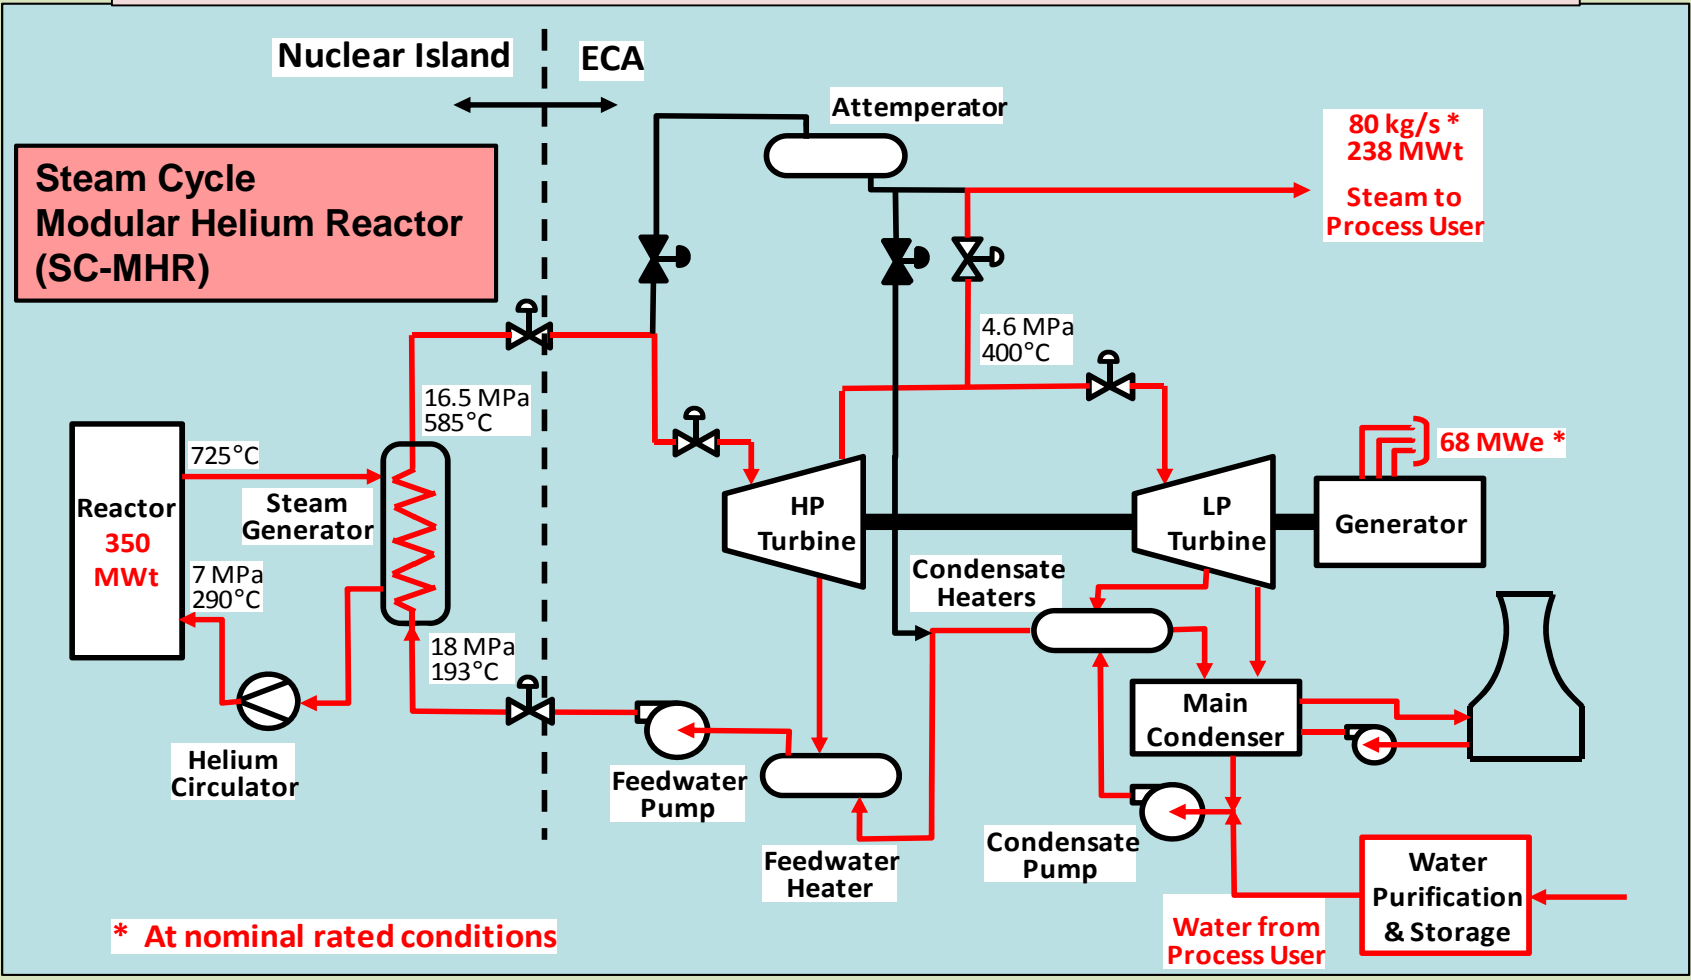 Nuclear Island
ECA
Attemperator
80 kg/s *
238 MWt
Steam to
Process User
Steam Cycle
Modular Helium Reactor
(SC-MHR)
4.6 MPa
400°C
16.5 MPa
585°C
68 MWe *
725°C
Steam
Generator
Reactor
350
MWt
HP
Turbine
LP
Turbine
Generator
7 MPa
290°C
Condensate
Heaters
18 MPa
193°C
Main
Condenser
Helium
Circulator
Feedwater
Pump
Condensate
Pump
Feedwater
Heater
Water
Purification
& Storage
Water from
Process User
* At nominal rated conditions